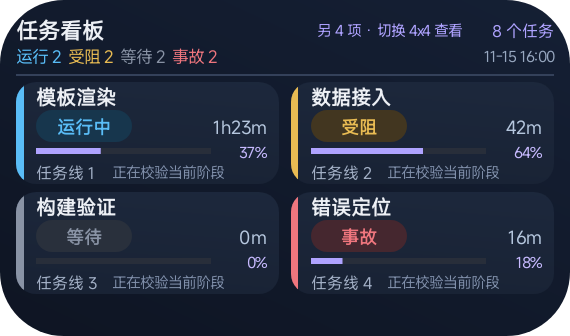 任务看板 另 4 项 · 切换 4x4 查看 8 个任务
运行 2 受阻 2 等待 2 事故 2 11-15 16:00
模板渲染
运行中 1h23m
37%
任务线 1 正在校验当前阶段
数据接入
受阻 42m
64%
任务线 2 正在校验当前阶段
构建验证
等待 0m
0%
任务线 3 正在校验当前阶段
错误定位
事故 16m
18%
任务线 4 正在校验当前阶段